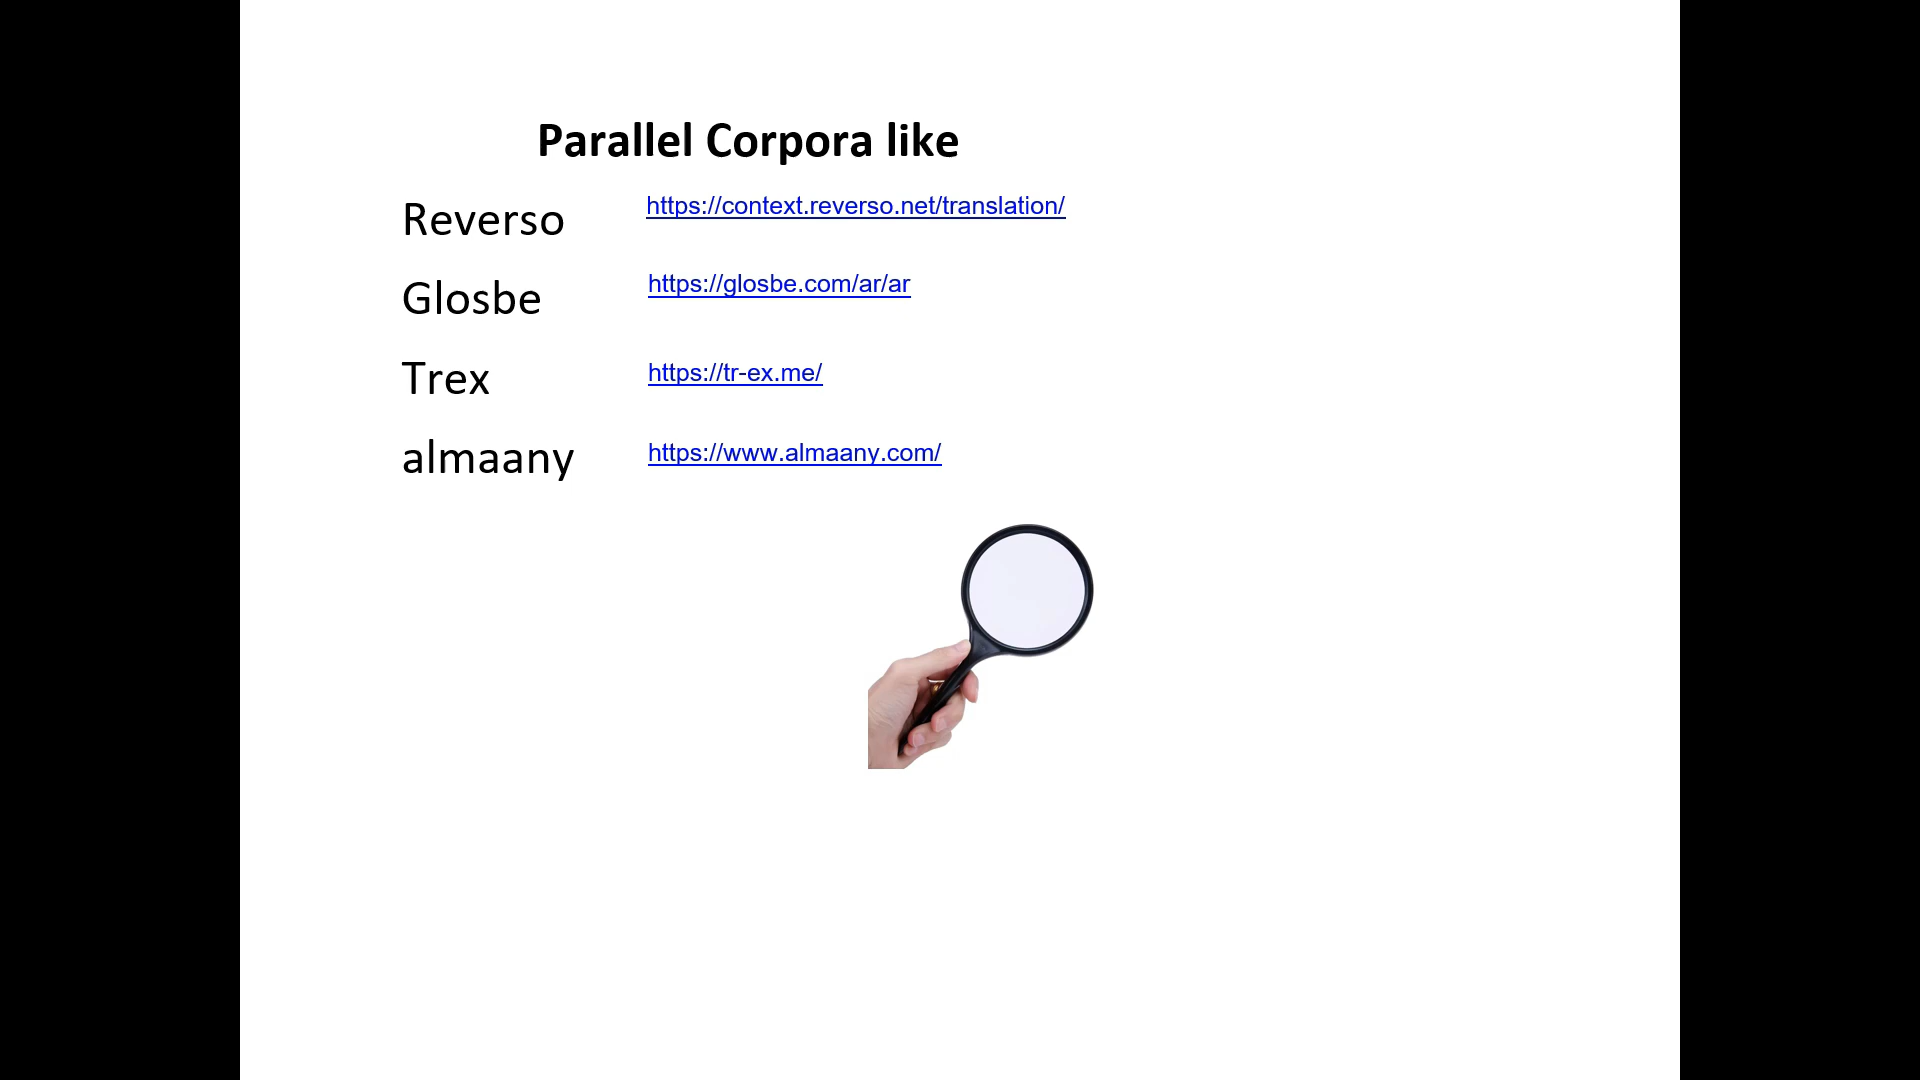 Parallel Corpora like
Reverso https://context.reverso.net/translation/
Glosbe https://glosbe.com/ar/ar
Trex https://tr-ex.me/
almaany https://www.almaany.com/